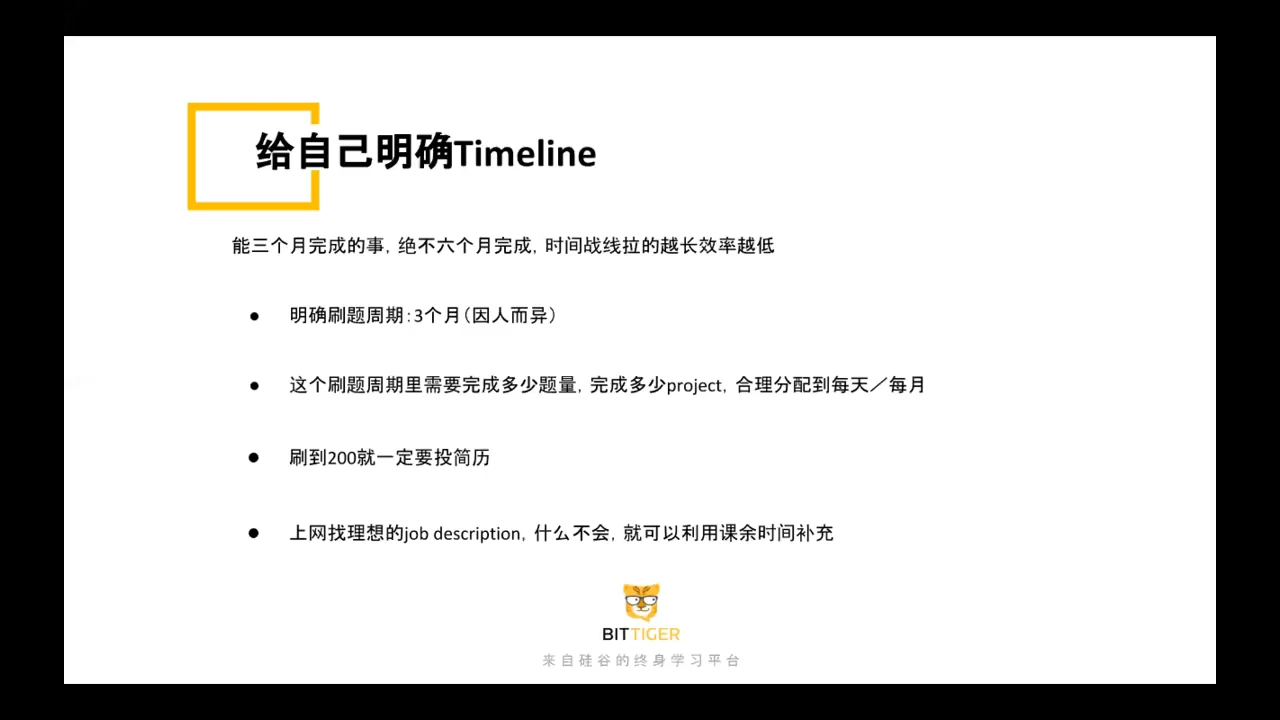 给自己明确Timeline
能三个月完成的事, 绝不六个月完成, 时间战线拉的越长效率越低
● 明确刷题周期: 3个月(因人而异)
● 这个刷题周期里需要完成多少题量, 完成多少project, 合理分配到每天／每月
● 刷到200就一定要投简历
● 上网找理想的job description, 什么不会, 就可以利用课余时间补充
BITTIGER
来自硅谷的终身学习平台